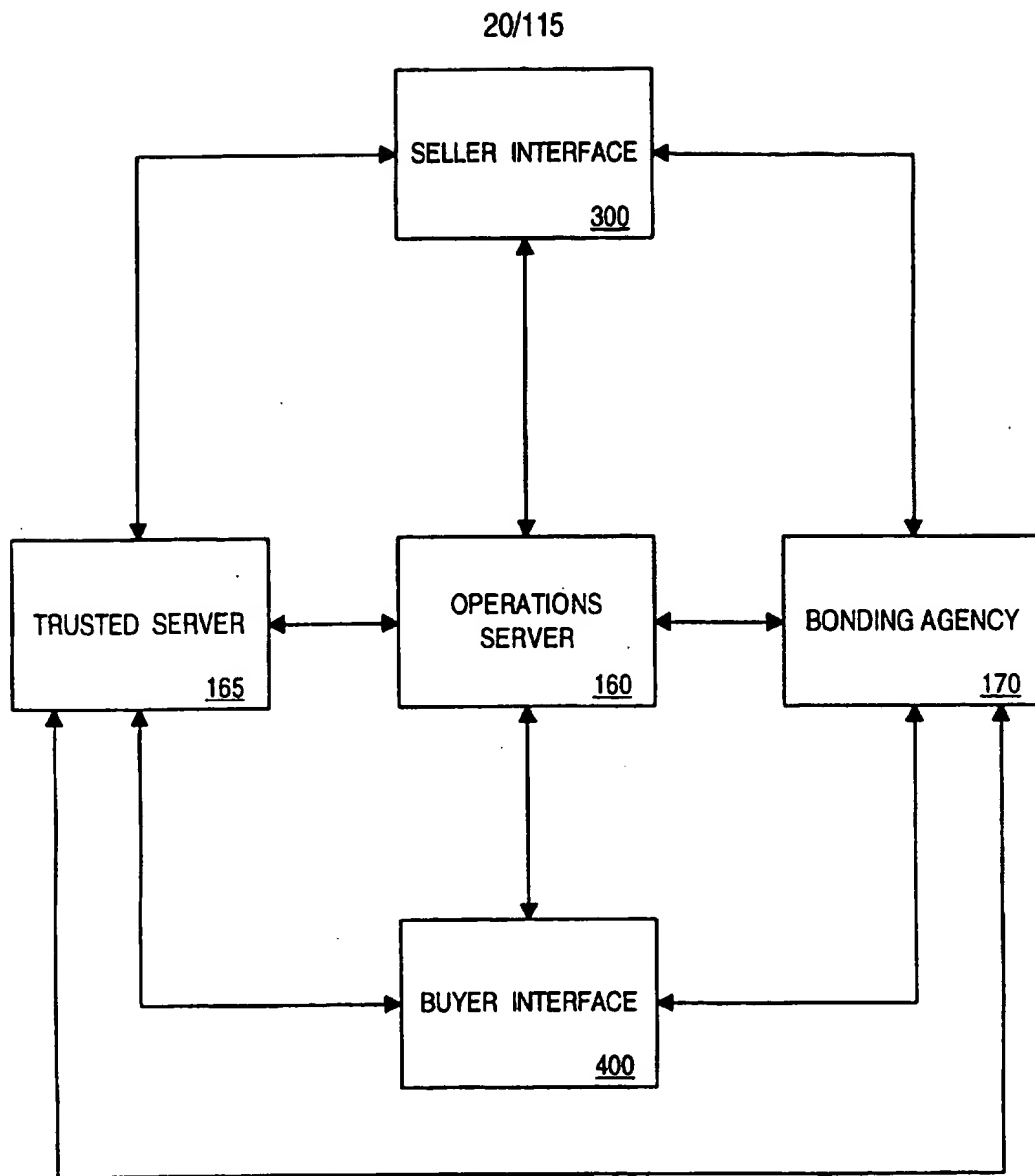 20/115
SELLER INTERFACE
300
TRUSTED SERVER
165
OPERATIONS
SERVER
160
BONDING AGENCY
170
BUYER INTERFACE
400